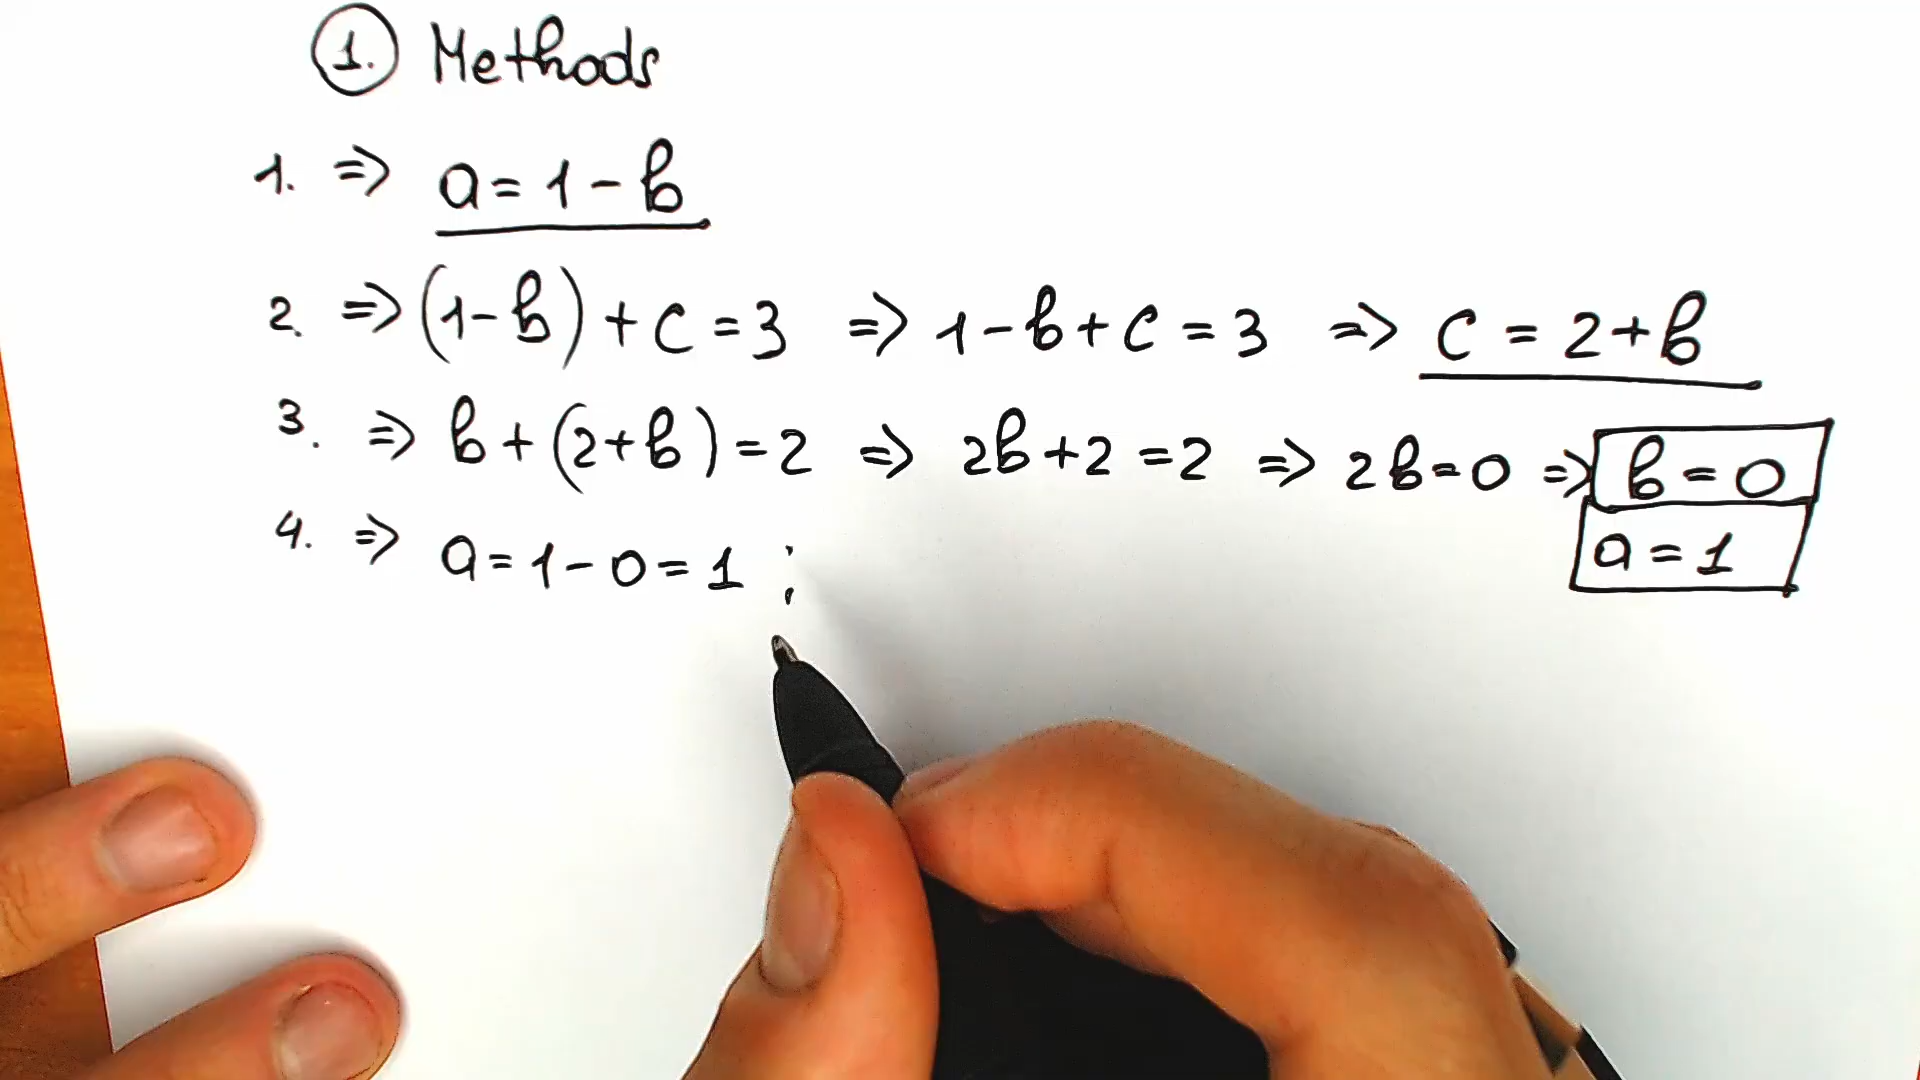 1. Methods
1. => a = 1 - b
2. => (1 - b) + c = 3 => 1 - b + c = 3 => c = 2 + b
3. => b + (2 + b) = 2 => 2b + 2 = 2 => 2b = 0 => b = 0
4. => a = 1 - 0 = 1 ; a = 1